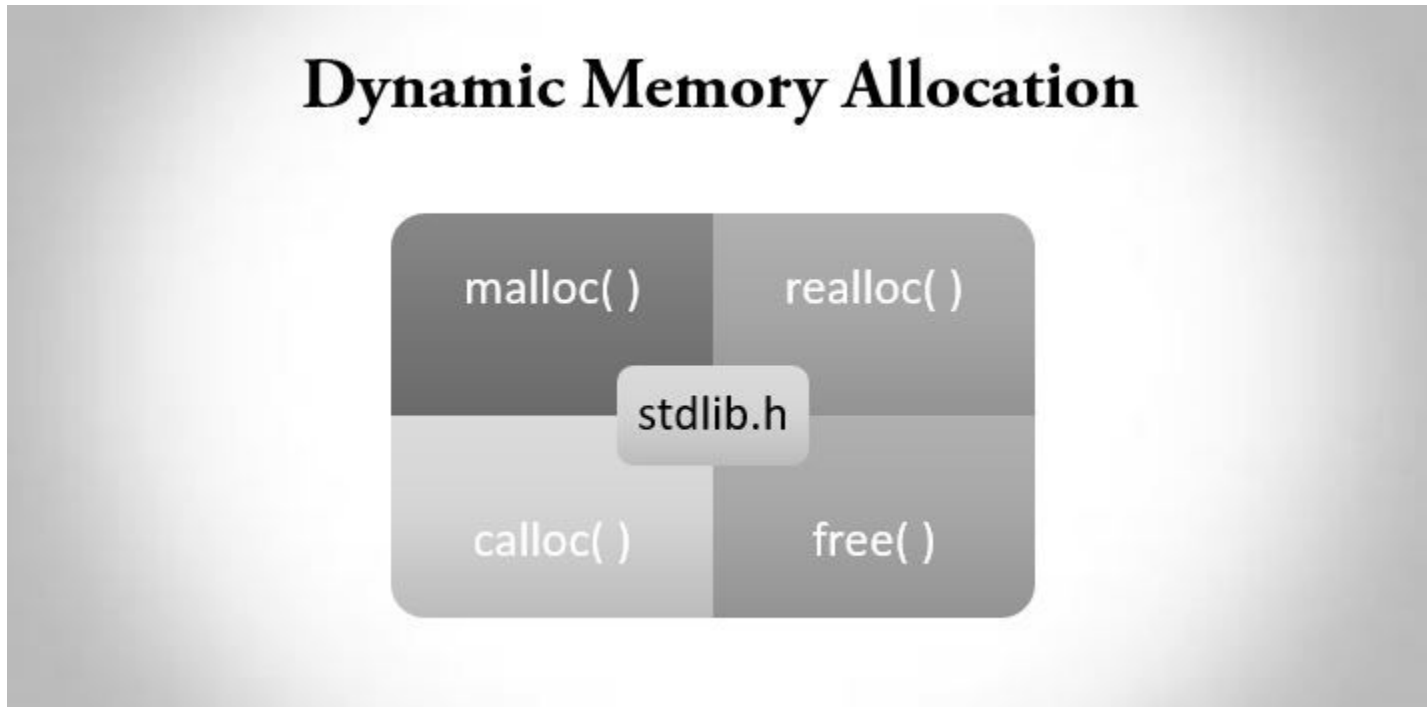 Dynamic Memory Allocation
malloc( )
realloc( )
stdlib.h
calloc( )
free( )